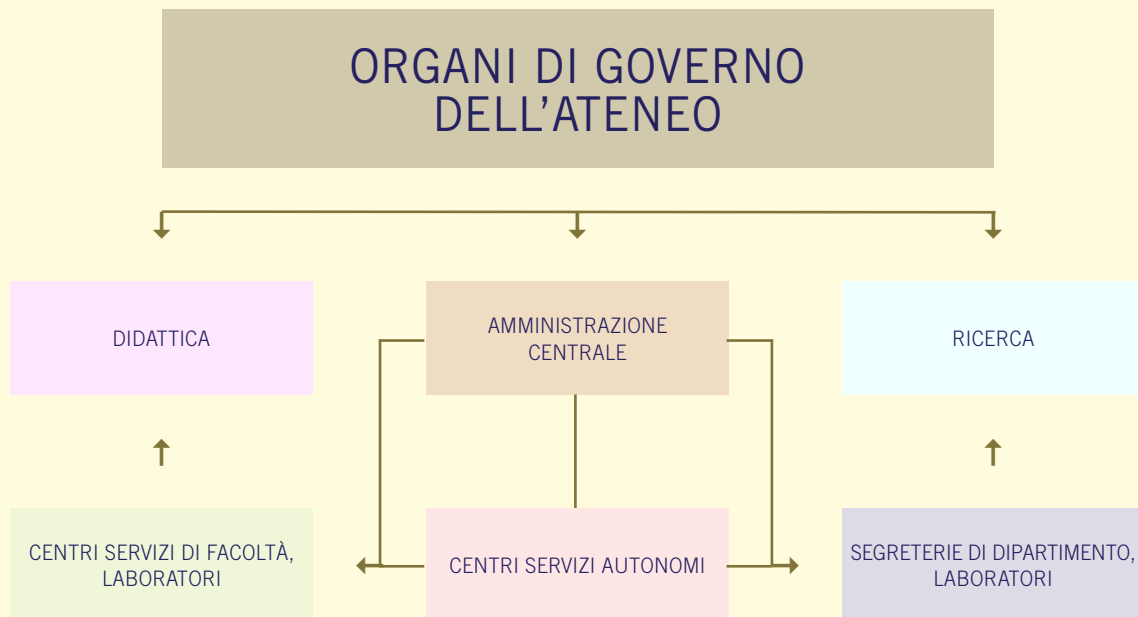 ORGANI DI GOVERNO
DELL'ATENEO
DIDATTICA
AMMINISTRAZIONE
CENTRALE
RICERCA
CENTRI SERVIZI DI FACOLTÀ,
LABORATORI
CENTRI SERVIZI AUTONOMI
SEGRETERIE DI DIPARTIMENTO,
LABORATORI